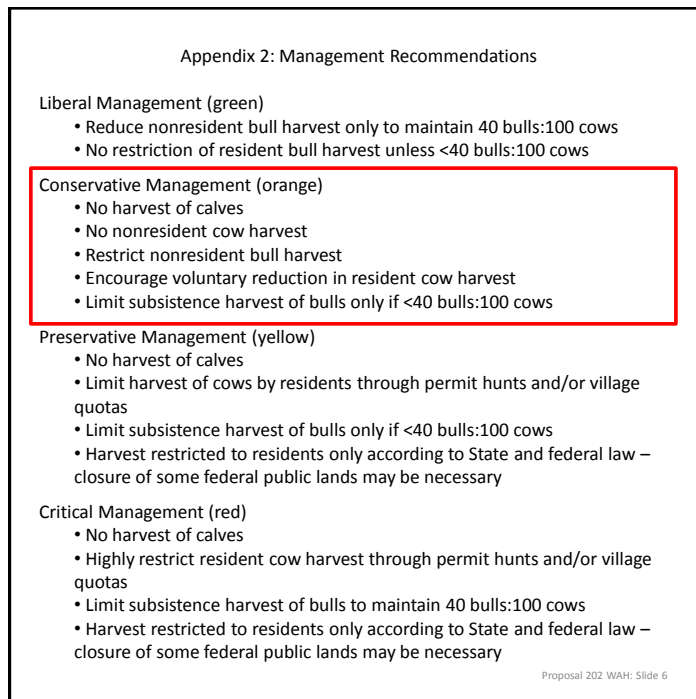 Appendix 2: Management Recommendations
Liberal Management (green)
• Reduce nonresident bull harvest only to maintain 40 bulls:100 cows
• No restriction of resident bull harvest unless <40 bulls:100 cows
Conservative Management (orange)
• No harvest of calves
• No nonresident cow harvest
• Restrict nonresident bull harvest
• Encourage voluntary reduction in resident cow harvest
• Limit subsistence harvest of bulls only if <40 bulls:100 cows
Preservative Management (yellow)
• No harvest of calves
• Limit harvest of cows by residents through permit hunts and/or village
quotas
• Limit subsistence harvest of bulls only if <40 bulls:100 cows
• Harvest restricted to residents only according to State and federal law –
closure of some federal public lands may be necessary
Critical Management (red)
• No harvest of calves
• Highly restrict resident cow harvest through permit hunts and/or village
quotas
• Limit subsistence harvest of bulls to maintain 40 bulls:100 cows
• Harvest restricted to residents only according to State and federal law –
closure of some federal public lands may be necessary
Proposal 202 WAH: Slide 6